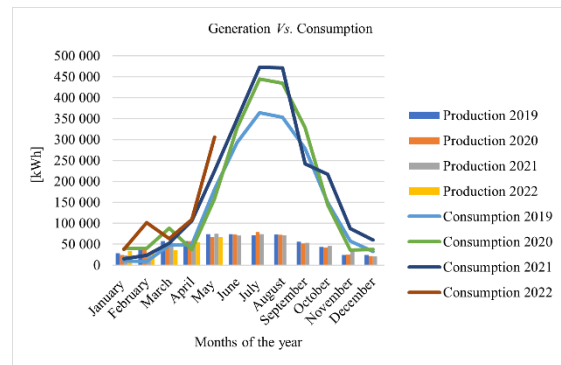 Generation Vs. Consumption
500 000
450 000
400 000
350 000
300 000
250 000
200 000
150 000
100 000
50 000
0
[kWh]
January
February
March
April
May
June
July
August
September
October
November
December
Months of the year
Production 2019
Production 2020
Production 2021
Production 2022
Consumption 2019
Consumption 2020
Consumption 2021
Consumption 2022